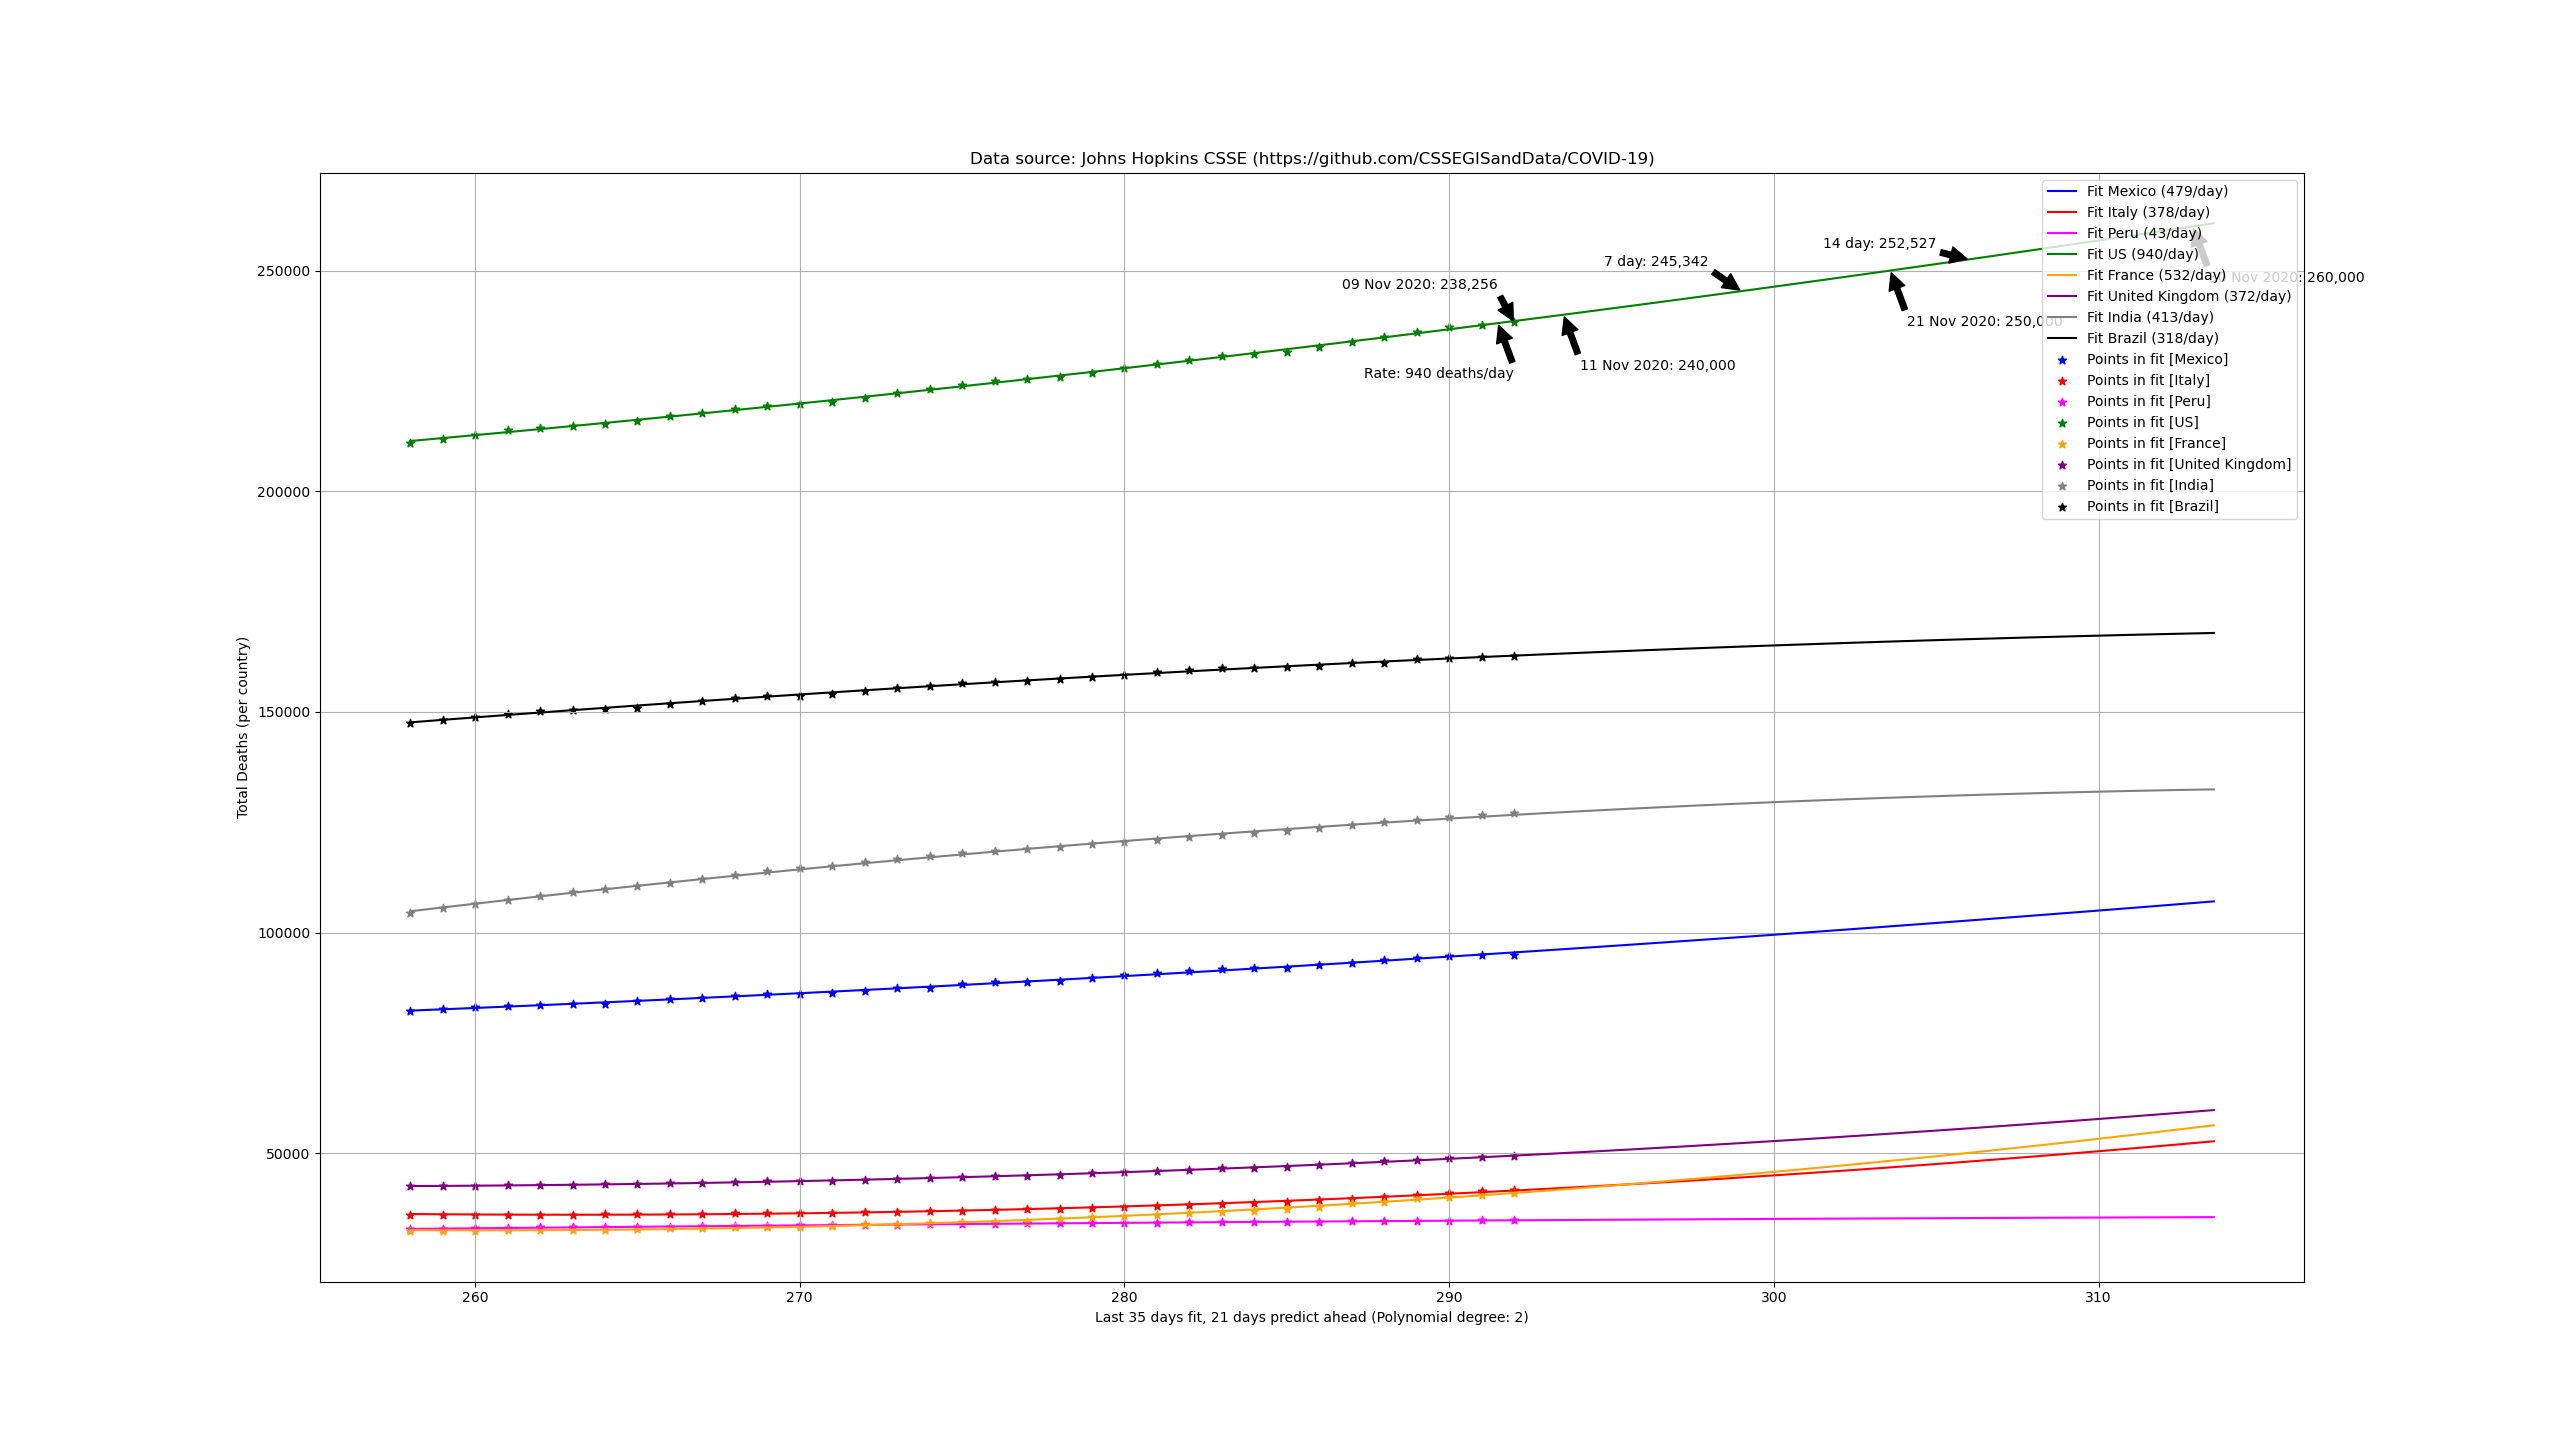 Data source: Johns Hopkins CSSE (https://github.com/CSSEGISandData/COVID-19)
Total Deaths (per country)
250000
200000
150000
100000
50000
09 Nov 2020: 238,256
Rate: 940 deaths/day
7 day: 245,342
11 Nov 2020: 240,000
14 day: 252,527
21 Nov 2020: 250,000
Nov 2020: 260,000
Fit Mexico (479/day)
Fit Italy (378/day)
Fit Peru (43/day)
Fit US (940/day)
Fit France (532/day)
Fit United Kingdom (372/day)
Fit India (413/day)
Fit Brazil (318/day)
Points in fit [Mexico]
Points in fit [Italy]
Points in fit [Peru]
Points in fit [US]
Points in fit [France]
Points in fit [United Kingdom]
Points in fit [India]
Points in fit [Brazil]
260
270
280
290
300
310
Last 35 days fit, 21 days predict ahead (Polynomial degree: 2)